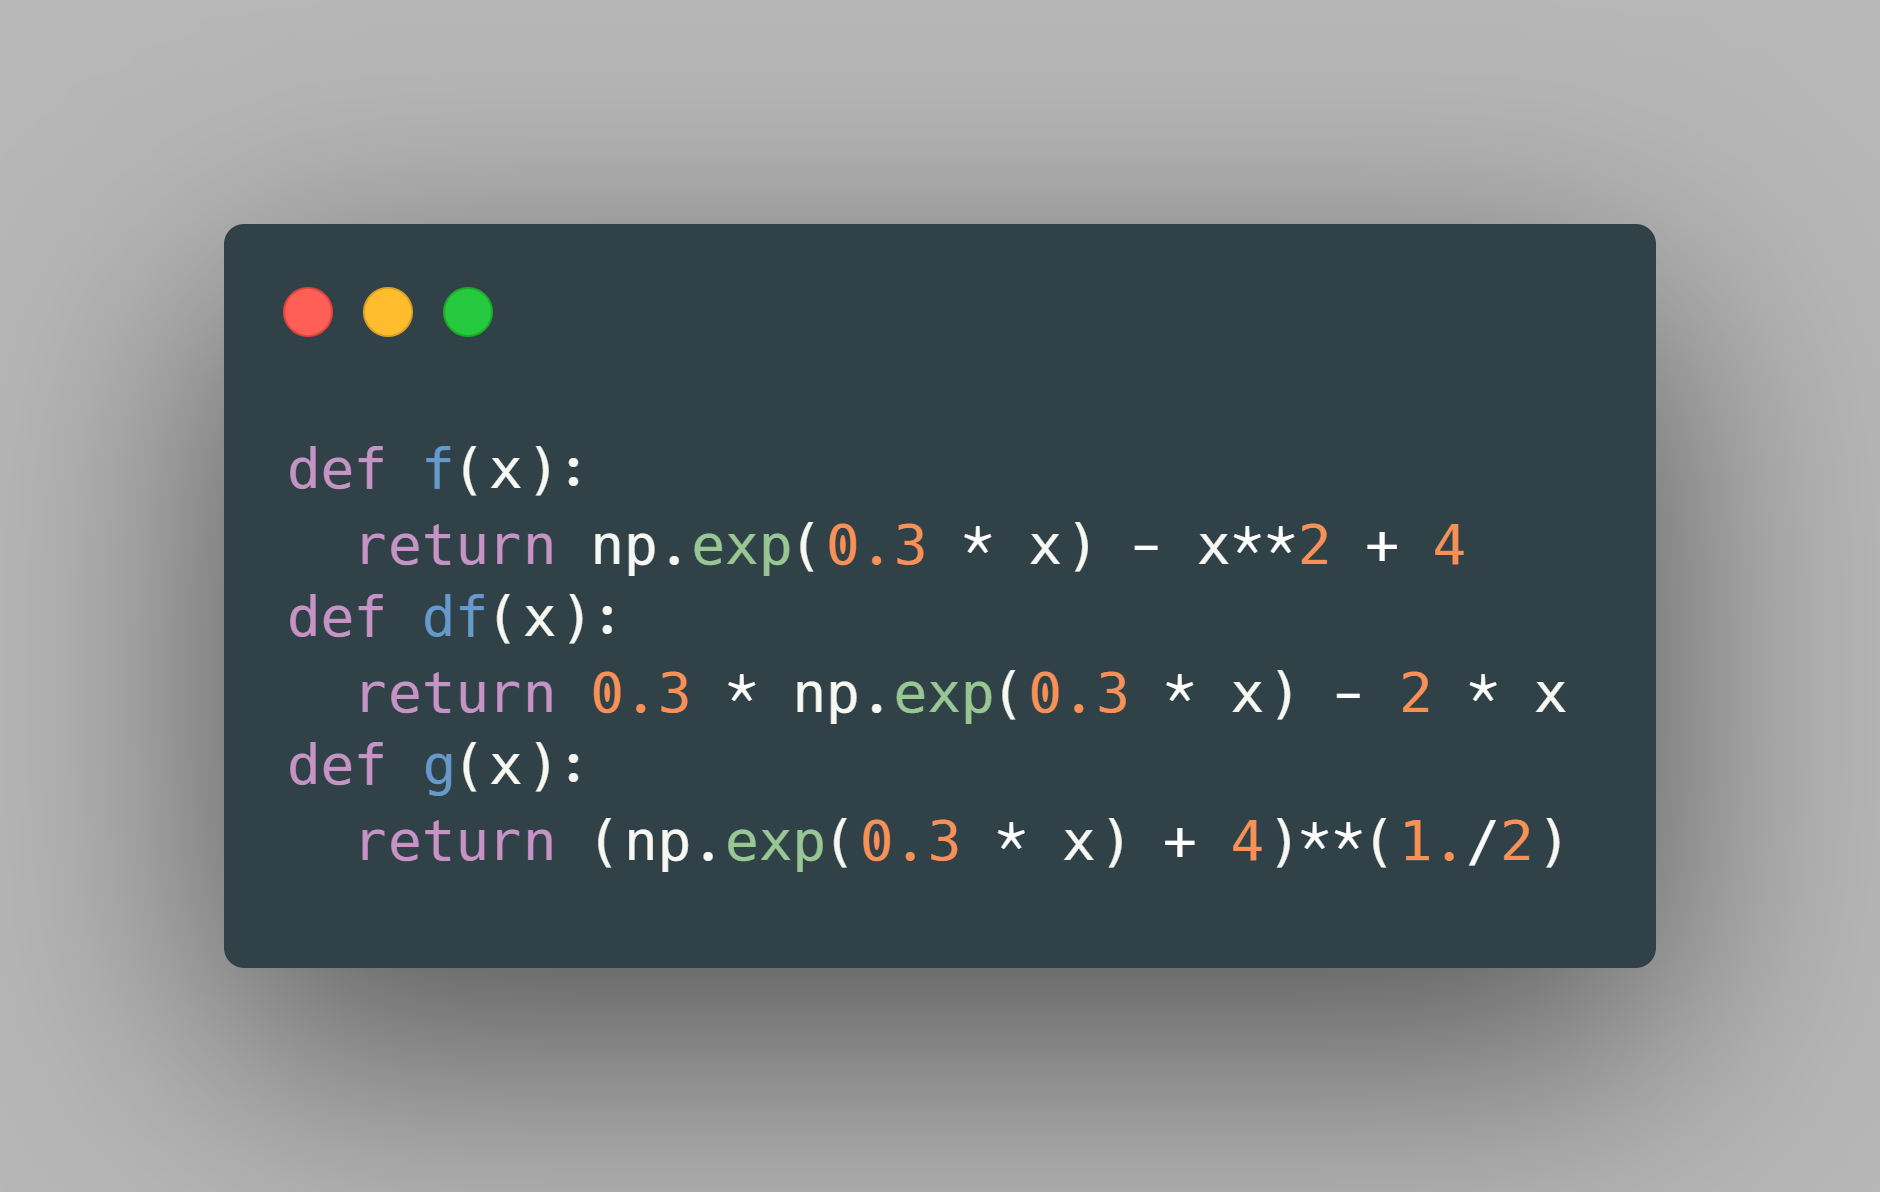 def f(x):
  return np.exp(0.3 * x) - x**2 + 4
def df(x):
  return 0.3 * np.exp(0.3 * x) - 2 * x
def g(x):
  return (np.exp(0.3 * x) + 4)**(1./2)